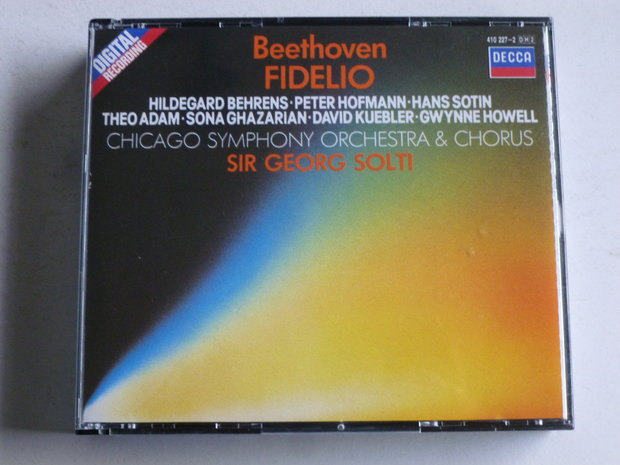 DIGITAL
RECORDING
Beethoven
FIDELIO
410 227-2 DH2
DECCA
HILDEGARD BEHRENS·PETER HOFMANN·HANS SOTIN
THEO ADAM·SONA GHAZARIAN·DAVID KUEBLER·GWYNNE HOWELL
CHICAGO SYMPHONY ORCHESTRA & CHORUS
SIR GEORG SOLTI